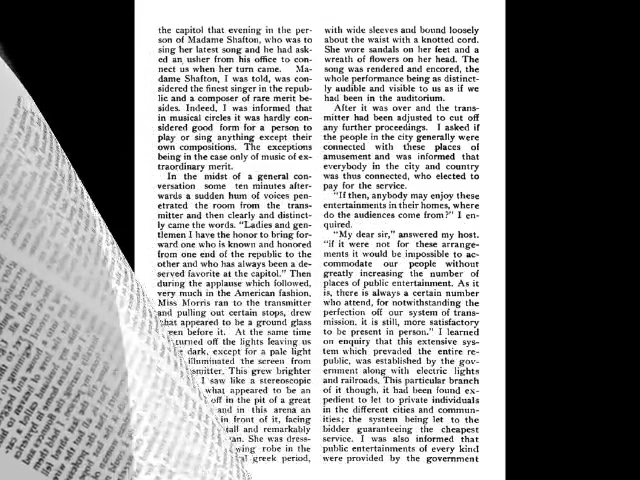 the capitol that evening in the per-
son of Madame Shafton, who was to
sing her latest song and he had ask-
ed an usher from his office to con-
nect us when her turn came. Ma-
dame Shafton, I was told, was con-
sidered the finest singer in the repub-
lic and a composer of rare merit be-
sides. Indeed, I was informed that
in musical circles it was hardly con-
sidered good form for a person to
play or sing anything except their
own compositions. The exceptions
being in the case only of music of ex-
traordinary merit.
In the midst of a general con-
versation some ten minutes after-
wards a sudden hum of voices pen-
etrated the room from the trans-
mitter and then clearly and distinct-
ly came the words. "Ladies and gen-
tlemen I have the honor to bring for-
ward one who is known and honored
from one end of the republic to the
other and who has always been a de-
served favorite at the capitol." Then
during the applause which followed,
very much in the American fashion,
Miss Morris ran to the transmitter
and pulling out certain stops, drew
what appeared to be a ground glass
before it. At the same time
turned off the lights leaving us
dark, except for a pale light
illuminated the screen from
This grew brighter
I saw like a stereoscopic
what appeared to be an
off in the pit of a great
and in this arena an
in front of it, facing
tall and remarkably
She was dress-
robe in the
greek period,
with wide sleeves and bound loosely
about the waist with a knotted cord.
She wore sandals on her feet and a
wreath of flowers on her head. The
song was rendered and encored, the
whole performance being as distinct-
ly audible and visible to us as if we
had been in the auditorium.
After it was over and the trans-
mitter had been adjusted to cut off
any further proceedings. I asked if
the people in the city generally were
connected with these places of
amusement and was informed that
everybody in the city and country
was thus connected, who elected to
pay for the service.
"If then, anybody may enjoy these
entertainments in their homes, where
do the audiences come from?" I en-
quired.
"My dear sir," answered my host.
"if it were not for these arrange-
ments it would be impossible to ac-
commodate our people without
greatly increasing the number of
places of public entertainment. As it
is, there is always a certain number
who attend, for notwithstanding the
perfection off our system of trans-
mission, it is still, more satisfactory
to be present in person." I learned
on enquiry that this extensive sys-
tem which prevaded the entire re-
public, was established by the gov-
ernment along with electric lights
and railroads. This particular branch
of it though, it had been found ex-
pedient to let to private individuals
in the different cities and commun-
ities; the system being let to the
bidder guaranteeing the cheapest
service. I was also informed that
public entertainments of every kind
were provided by the government